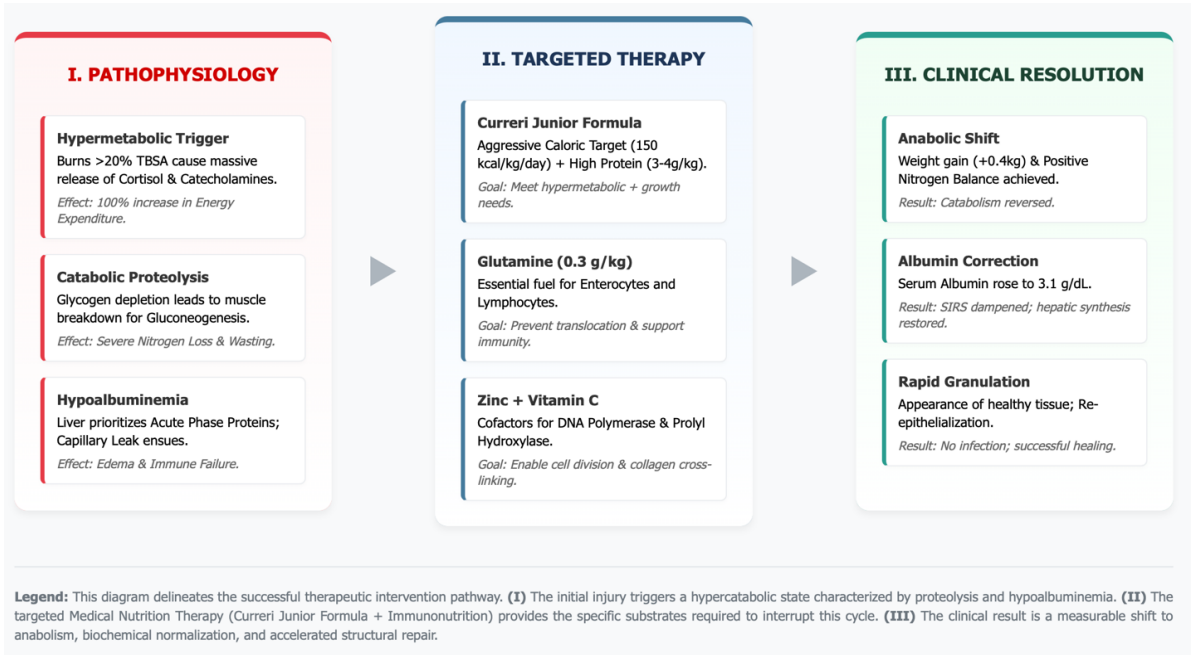 I. PATHOPHYSIOLOGY
Hypermetabolic Trigger
Burns >20% TBSA cause massive
release of Cortisol & Catecholamines.
Effect: 100% increase in Energy
Expenditure.
Catabolic Proteolysis
Glycogen depletion leads to muscle
breakdown for Gluconeogenesis.
Effect: Severe Nitrogen Loss & Wasting.
Hypoalbuminemia
Liver prioritizes Acute Phase Proteins;
Capillary Leak ensues.
Effect: Edema & Immune Failure.
II. TARGETED THERAPY
Curreri Junior Formula
Aggressive Caloric Target (150
kcal/kg/day) + High Protein (3-4g/kg).
Goal: Meet hypermetabolic + growth
needs.
Glutamine (0.3 g/kg)
Essential fuel for Enterocytes and
Lymphocytes.
Goal: Prevent translocation & support
immunity.
Zinc + Vitamin C
Cofactors for DNA Polymerase & Prolyl
Hydroxylase.
Goal: Enable cell division & collagen cross-
linking.
III. CLINICAL RESOLUTION
Anabolic Shift
Weight gain (+0.4kg) & Positive
Nitrogen Balance achieved.
Result: Catabolism reversed.
Albumin Correction
Serum Albumin rose to 3.1 g/dL.
Result: SIRS dampened; hepatic synthesis
restored.
Rapid Granulation
Appearance of healthy tissue; Re-
epithelialization.
Result: No infection; successful healing.
Legend: This diagram delineates the successful therapeutic intervention pathway. (I) The initial injury triggers a hypercatabolic state characterized by proteolysis and hypoalbuminemia. (II) The
targeted Medical Nutrition Therapy (Curreri Junior Formula + Immunonutrition) provides the specific substrates required to interrupt this cycle. (III) The clinical result is a measurable shift to
anabolism, biochemical normalization, and accelerated structural repair.